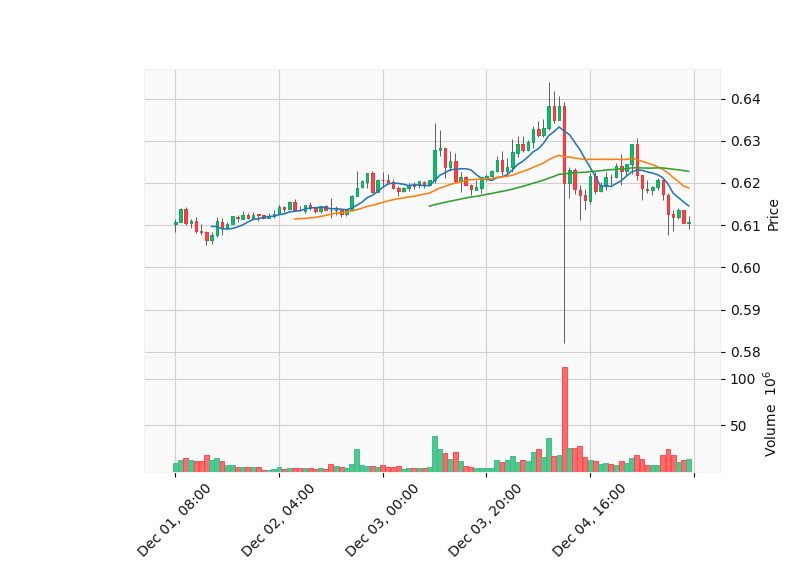 0.64
0.63
0.62
0.61
0.60
0.59
0.58
Price
100
50
Volume 10^6
Dec 01, 08:00
Dec 02, 04:00
Dec 03, 00:00
Dec 03, 20:00
Dec 04, 16:00